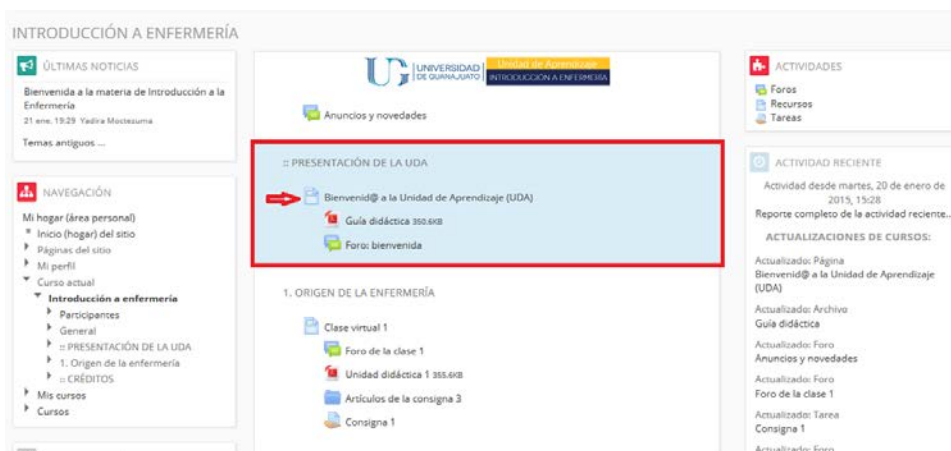 INTRODUCCIÓN A ENFERMERÍA
ÚLTIMAS NOTICIAS
Bienvenida a la materia de Introducción a la
Enfermería
21 ene, 19:29 Yadira Moctezuma
Temas antiguos ...
NAVEGACIÓN
Mi hogar (área personal)
Inicio (hogar) del sitio
Páginas del sitio
Mi perfil
Curso actual
Introducción a enfermería
Participantes
General
:: PRESENTACIÓN DE LA UDA
1. Origen de la enfermería
:: CRÉDITOS
Mis cursos
Cursos
UG UNIVERSIDAD
DE GUANAJUATO
Unidad de Aprendizaje
INTRODUCCIÓN A ENFERMERÍA
Anuncios y novedades
:: PRESENTACIÓN DE LA UDA
Bienvenid@ a la Unidad de Aprendizaje (UDA)
Guía didáctica 350.6KB
Foro: bienvenida
1. ORIGEN DE LA ENFERMERÍA
Clase virtual 1
Foro de la clase 1
Unidad didáctica 1 355.6KB
Artículos de la consigna 3
Consigna 1
ACTIVIDADES
Foros
Recursos
Tareas
ACTIVIDAD RECIENTE
Actividad desde martes, 20 de enero de
2015, 15:28
Reporte completo de la actividad reciente...
ACTUALIZACIONES DE CURSOS:
Actualizado: Página
Bienvenid@ a la Unidad de Aprendizaje
(UDA)
Actualizado: Archivo
Guía didáctica
Actualizado: Foro
Anuncios y novedades
Actualizado: Foro
Foro de la clase 1
Actualizado: Tarea
Consigna 1
Actualizado: Foro